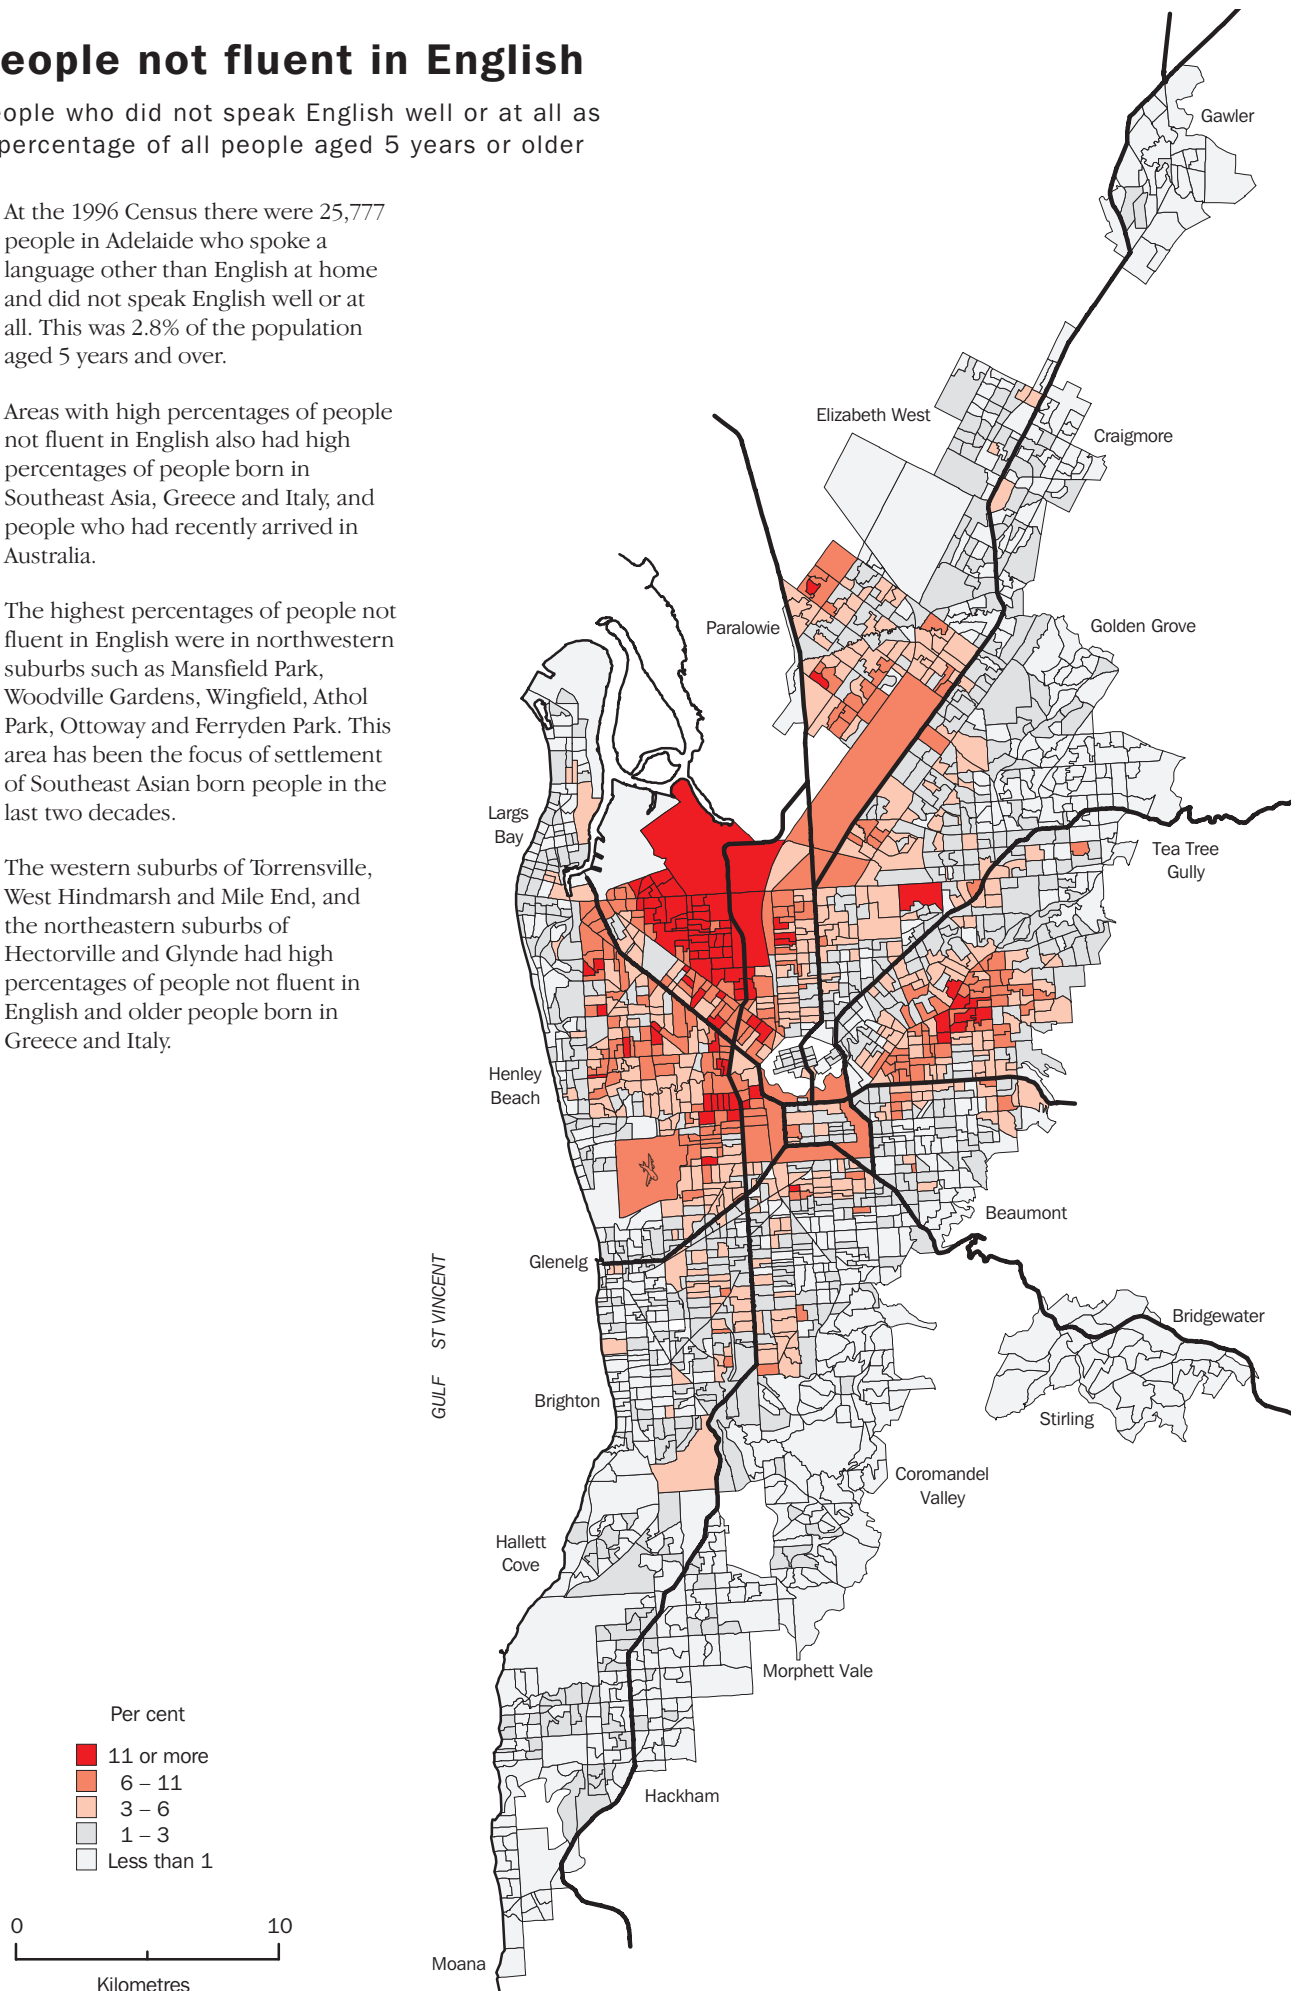 eople not fluent in English
eople who did not speak English well or at all as
percentage of all people aged 5 years or older
At the 1996 Census there were 25,777
people in Adelaide who spoke a
language other than English at home
and did not speak English well or at
all. This was 2.8% of the population
aged 5 years and over.
Areas with high percentages of people
not fluent in English also had high
percentages of people born in
Southeast Asia, Greece and Italy, and
people who had recently arrived in
Australia.
The highest percentages of people not
fluent in English were in northwestern
suburbs such as Mansfield Park,
Woodville Gardens, Wingfield, Athol
Park, Ottoway and Ferryden Park. This
area has been the focus of settlement
of Southeast Asian born people in the
last two decades.
The western suburbs of Torrensville,
West Hindmarsh and Mile End, and
the northeastern suburbs of
Hectorville and Glynde had high
percentages of people not fluent in
English and older people born in
Greece and Italy.
Gawler
Elizabeth West
Craigmore
Paralowie
Golden Grove
Largs
Bay
Tea Tree
Gully
Henley
Beach
Beaumont
Glenelg
GULF ST VINCENT
Bridgewater
Brighton
Stirling
Coromandel
Valley
Hallett
Cove
Morphett Vale
Hackham
Moana
Per cent
11 or more
6 – 11
3 – 6
1 – 3
Less than 1
0 10
Kilometres